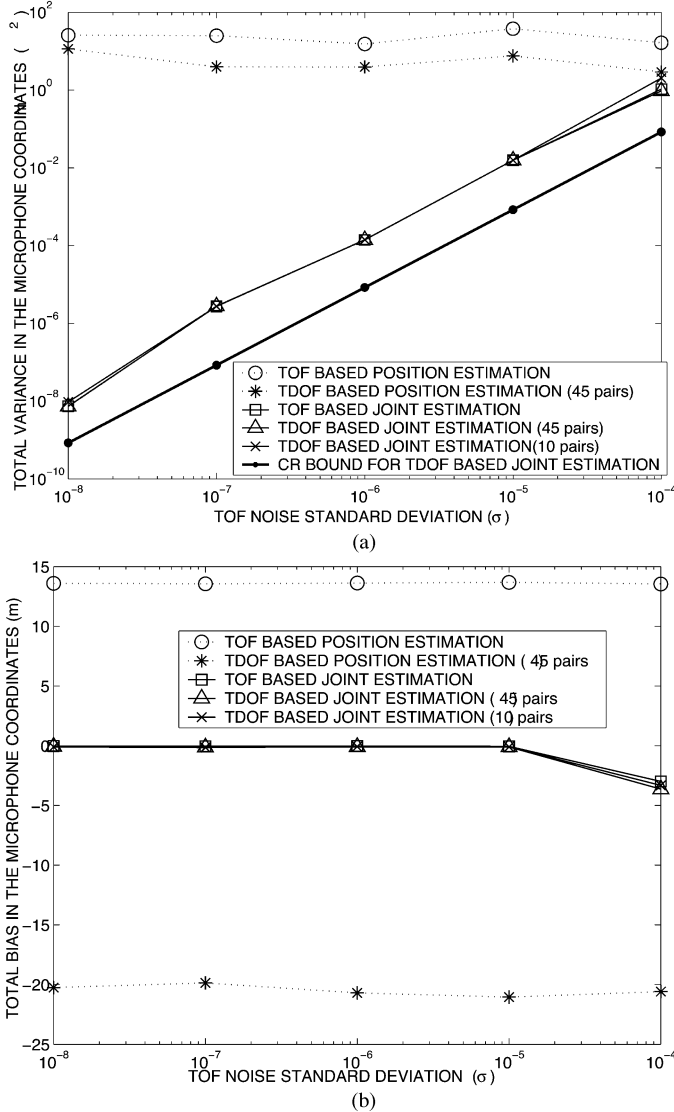 TOTAL VARIANCE IN THE MICROPHONE COORDINATES ( 2
10^2
10^0
10^-2
10^-4
10^-6
10^-8
10^-10
TOF BASED POSITION ESTIMATION
TDOF BASED POSITION ESTIMATION (45 pairs)
TOF BASED JOINT ESTIMATION
TDOF BASED JOINT ESTIMATION (45 pairs)
TDOF BASED JOINT ESTIMATION(10 pairs)
CR BOUND FOR TDOF BASED JOINT ESTIMATION
10^-8 10^-7 10^-6 10^-5 10^-4
TOF NOISE STANDARD DEVIATION (σ)
(a)
TOTAL BIAS IN THE MICROPHONE COORDINATES (m)
15
10
5
0
-5
-10
-15
-20
-25
TOF BASED POSITION ESTIMATION
TDOF BASED POSITION ESTIMATION ( 45) pairs
TOF BASED JOINT ESTIMATION
TDOF BASED JOINT ESTIMATION ( 45) pairs
TDOF BASED JOINT ESTIMATION (10) pairs
10^-8 10^-7 10^-6 10^-5 10^-4
TOF NOISE STANDARD DEVIATION (σ)
(b)